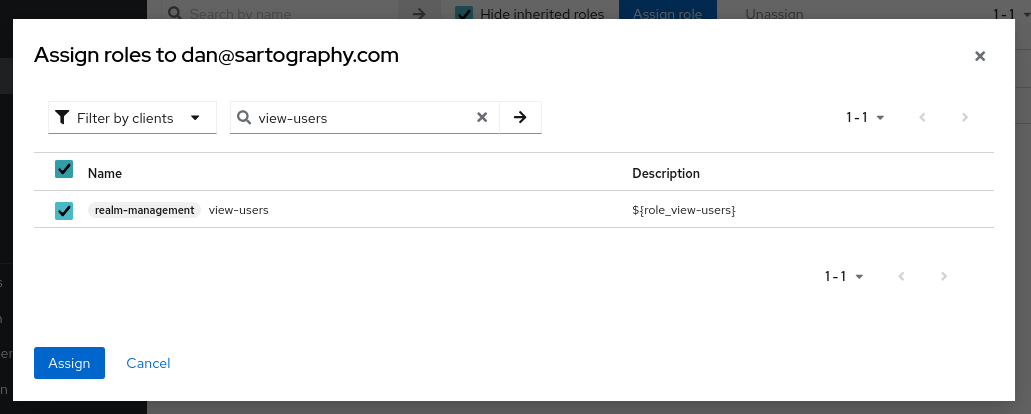 Search by name Hide inherited roles Assign role Unassign 1 - 1
Assign roles to dan@sartography.com
Filter by clients view-users 1 - 1
Name Description
realm-management view-users ${role_view-users}
1 - 1
Assign Cancel